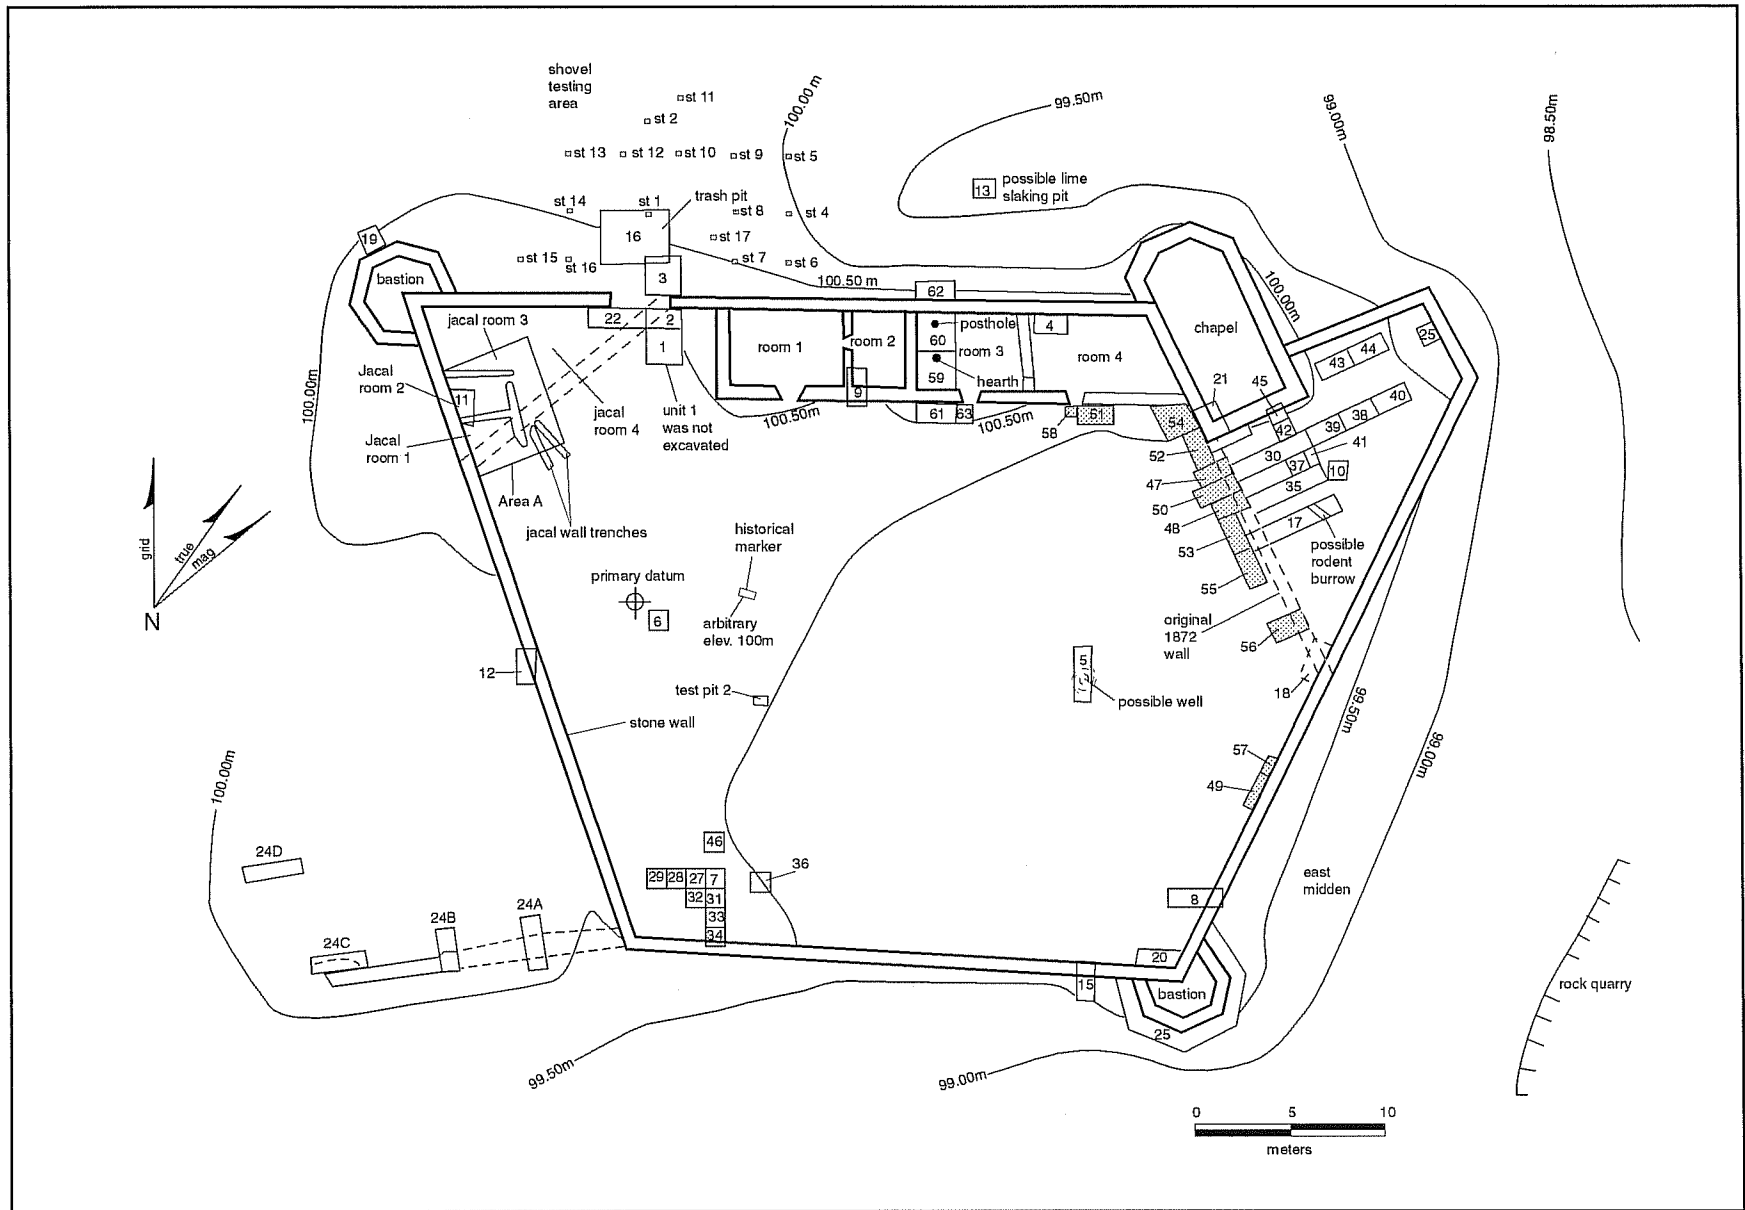 shovel
testing
area
st 11
st 2
st 13
st 12
st 10
st 9
st 5
100.00 m
99.50m
99.00m
98.50m
13
possible lime
slaking pit
st 14
st 1
trash pit
st 8
st 4
16
st 17
19
bastion
st 15
st 16
st 7
st 6
3
100.50 m
62
100.00m
22
2
1
jacal room 3
room 1
room 2
posthole
60
room 3
4
room 4
chapel
25
59
hearth
43
44
Jacal
room 2
11
9
61
63
58
51
100.50m
100.50m
21
45
40
38
39
42
41
54
30
37
10
35
52
47
50
48
17
53
55
possible
rodent
burrow
100.00m
jacal
room 4
unit 1
was not
excavated
Jacal
room 1
Area A
jacal wall trenches
historical
marker
grid
true
mag
N
primary datum
6
arbitrary
elev. 100m
original
1872
wall
56
12
test pit 2
5
possible well
18
stone wall
99.50m
99.00m
57
49
100.00m
46
36
29
28
27
7
32
31
33
34
24D
24A
24B
24C
8
east
midden
20
15
bastion
25
rock quarry
99.50m
99.00m
0
5
10
meters